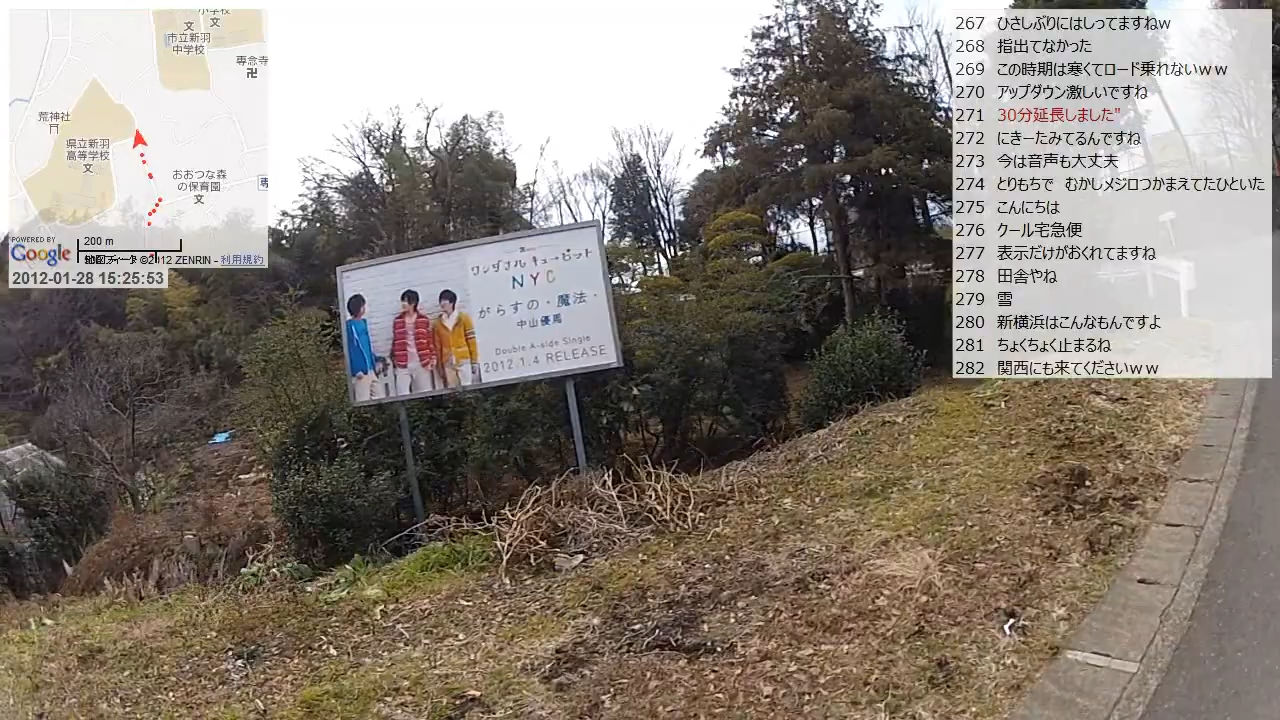 小学校
文
文
市立新羽
中学校
専念寺
卍
荒神社
県立新羽
高等学校
文
おおつな森
の保育園
文
専
POWERED BY
Google
200 m
地図データ ©2012 ZENRIN - 利用規約
2012-01-28 15:25:53
ワンダフル キューピット
NYC
がらすの・魔法・
中山優馬
Double A-side Single
2012.1.4 RELEASE
267 ひさしぶりにはしってますねw
268 指出てなかった
269 この時期は寒くてロード乗れないｗｗ
270 アップダウン激しいですね
271 30分延長しました"
272 にきーたみてるんですね
273 今は音声も大丈夫
274 とりもちで　むかしメジロつかまえてたひといた
275 こんにちは
276 クール宅急便
277 表示だけがおくれてますね
278 田舎やね
279 雪
280 新横浜はこんなもんですよ
281 ちょくちょく止まるね
282 関西にも来てくださいｗｗ